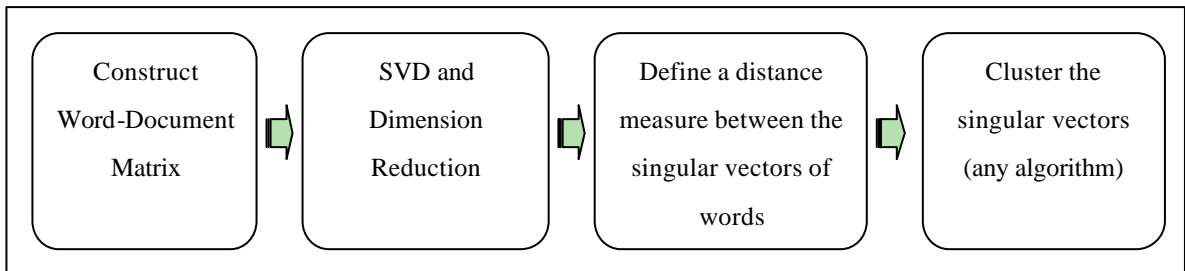 Construct
Word-Document
Matrix
SVD and
Dimension
Reduction
Define a distance
measure between the
singular vectors of
words
Cluster the
singular vectors
(any algorithm)